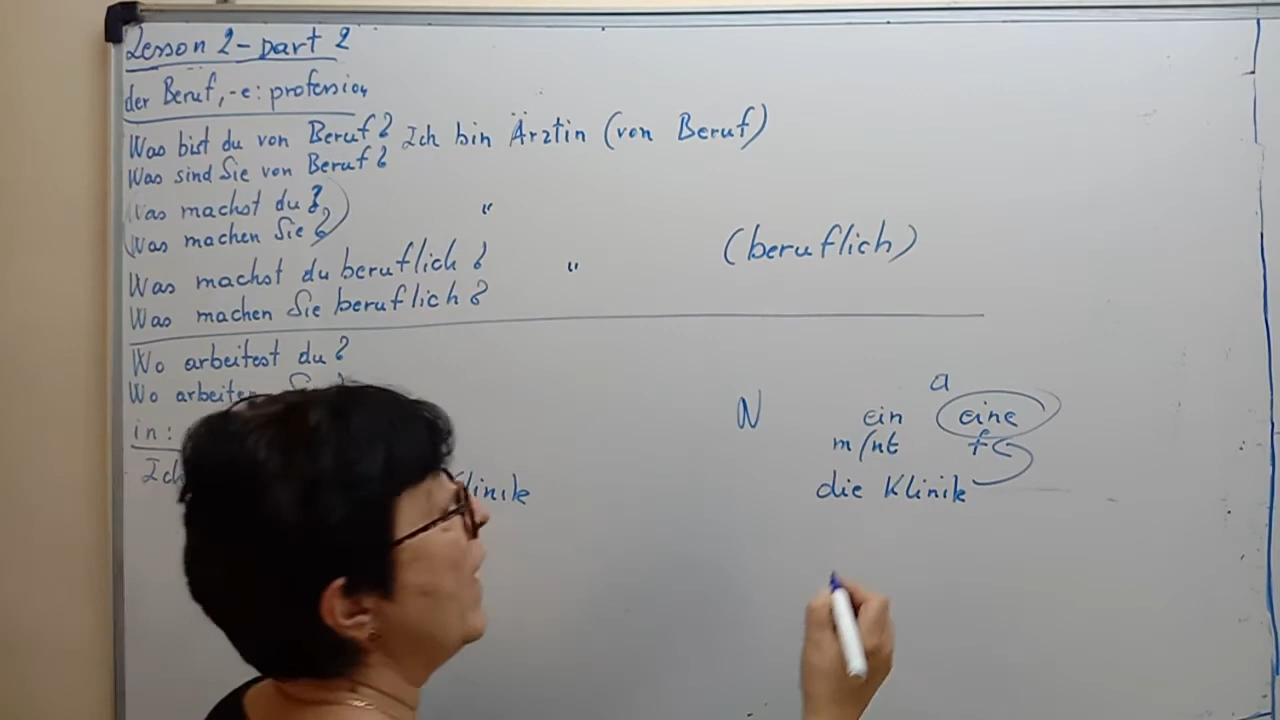 Lesson 2 - part 2
der Beruf, -e: profession
Was bist du von Beruf? Ich bin Ärztin (von Beruf)
Was sind Sie von Beruf?
(Was machst du?)
(Was machen Sie?) "
Was machst du beruflich? " (beruflich)
Was machen Sie beruflich?
Wo arbeitest du?
Wo arbeiten
a
N ein eine
in: m/nt f
Ich Klinik die Klinik